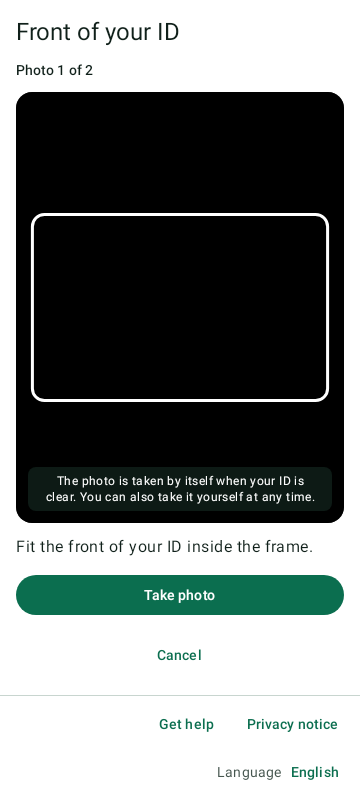 Front of your ID
Photo 1 of 2
The photo is taken by itself when your ID is
clear. You can also take it yourself at any time.
Fit the front of your ID inside the frame.
Take photo
Cancel
Get help
Privacy notice
Language English